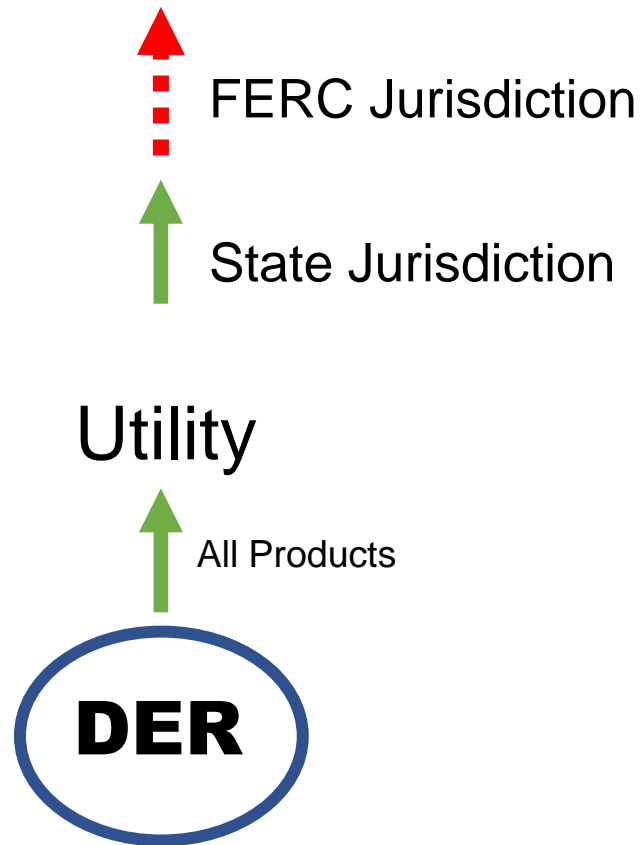 FERC Jurisdiction
State Jurisdiction
Utility
All Products
DER